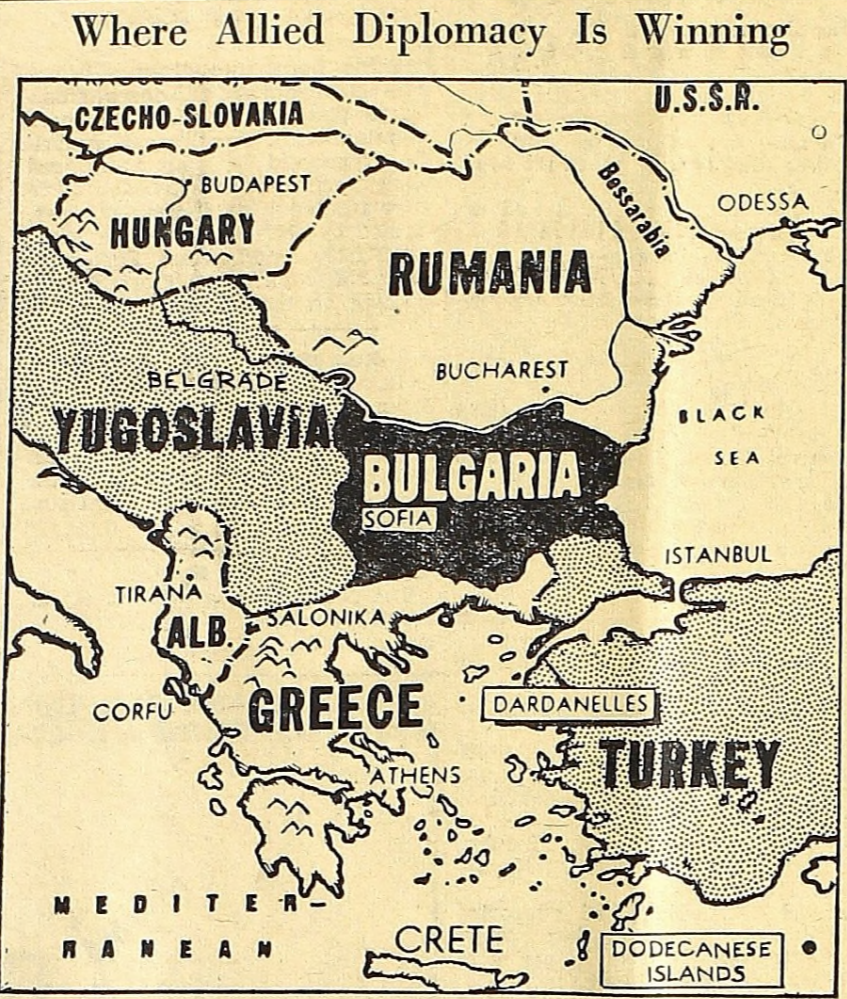 Where Allied Diplomacy Is Winning
CZECHO-SLOVAKIA
U.S.S.R.
BUDAPEST
Bessarabia
ODESSA
HUNGARY
RUMANIA
BELGRADE
BUCHAREST
YUGOSLAVIA
BLACK
SEA
BULGARIA
SOFIA
ISTANBUL
TIRANA
SALONIKA
ALB.
CORFU
GREECE
DARDANELLES
TURKEY
ATHENS
MEDITER-
RANEAN
CRETE
DODECANESE
ISLANDS